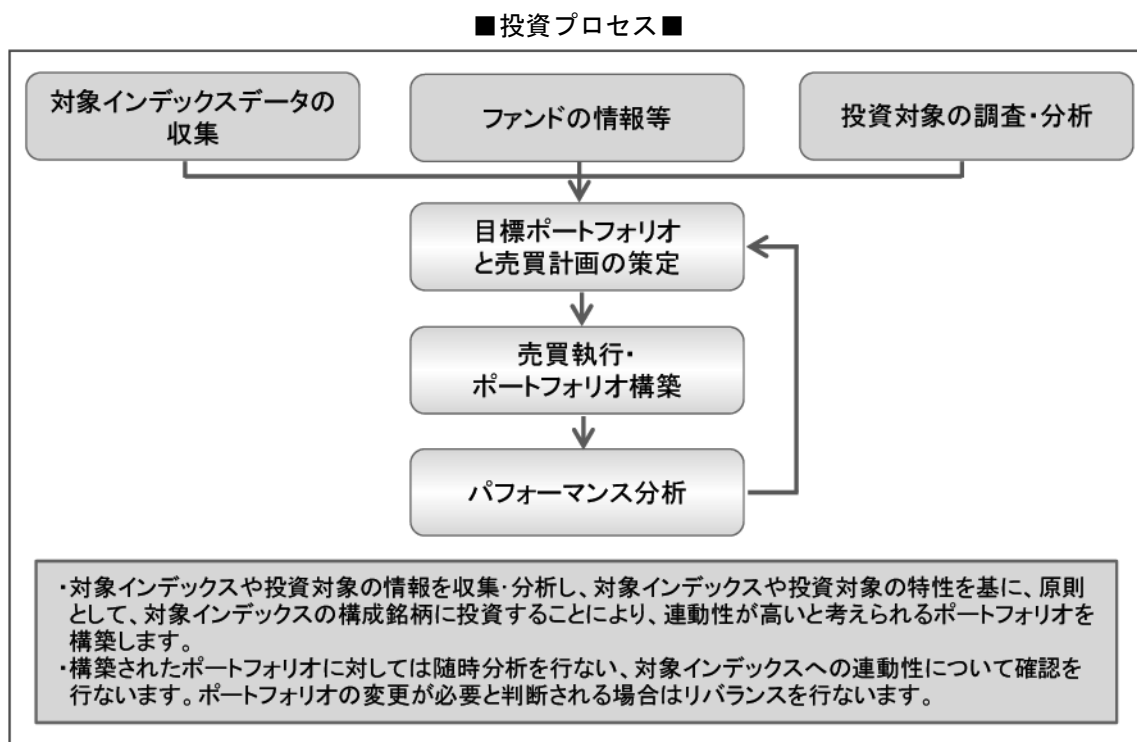 ■投資プロセス■
対象インデックスデータの
収集
ファンドの情報等
投資対象の調査・分析
目標ポートフォリオ
と売買計画の策定
売買執行・
ポートフォリオ構築
パフォーマンス分析
・対象インデックスや投資対象の情報を収集・分析し、対象インデックスや投資対象の特性を基に、原則
として、対象インデックスの構成銘柄に投資することにより、連動性が高いと考えられるポートフォリオを
構築します。
・構築されたポートフォリオに対しては随時分析を行ない、対象インデックスへの連動性について確認を
行ないます。ポートフォリオの変更が必要と判断される場合はリバランスを行ないます。